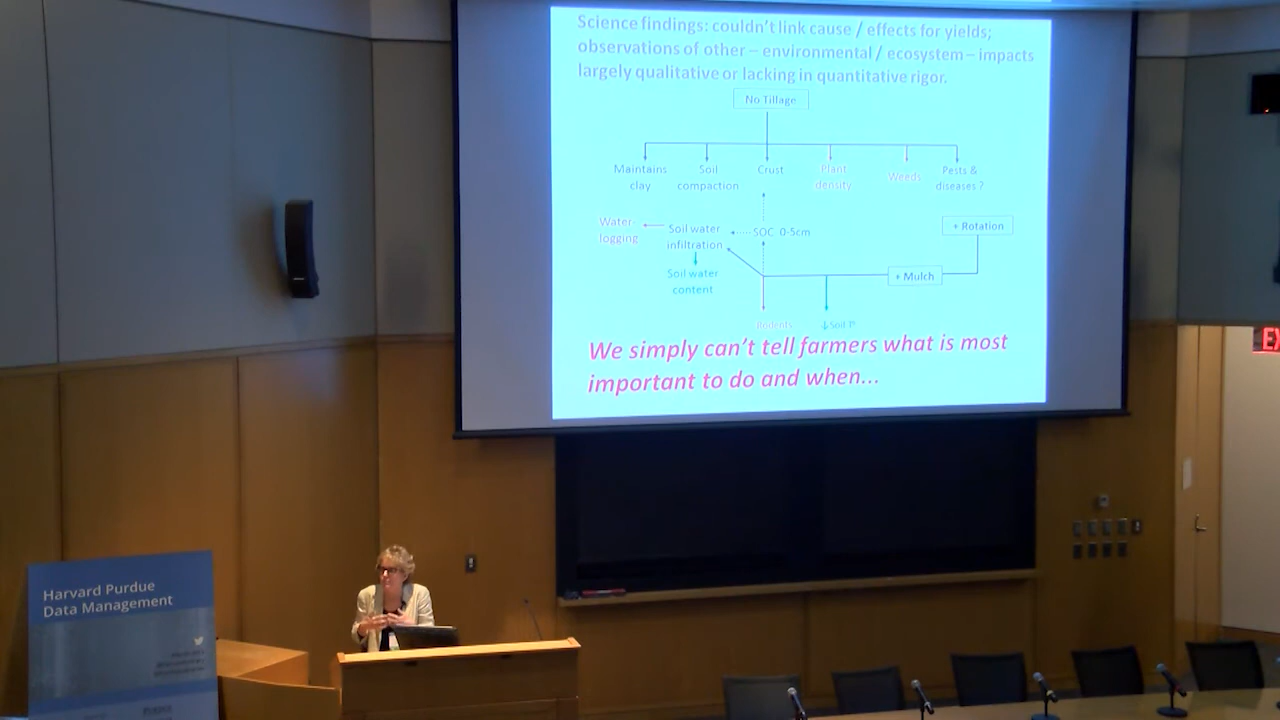 Science findings: couldn't link cause / effects for yields;
observations of other – environmental / ecosystem – impacts
largely qualitative or lacking in quantitative rigor.
No Tillage
Maintains
clay
Soil
compaction
Crust
Plant
density
Weeds
Pests &
diseases ?
Water-
logging
Soil water
infiltration
SOC 0-5cm
+ Rotation
Soil water
content
+ Mulch
Rodents
↓ Soil T°
We simply can't tell farmers what is most
important to do and when...
Harvard Purdue
Data Management
EX